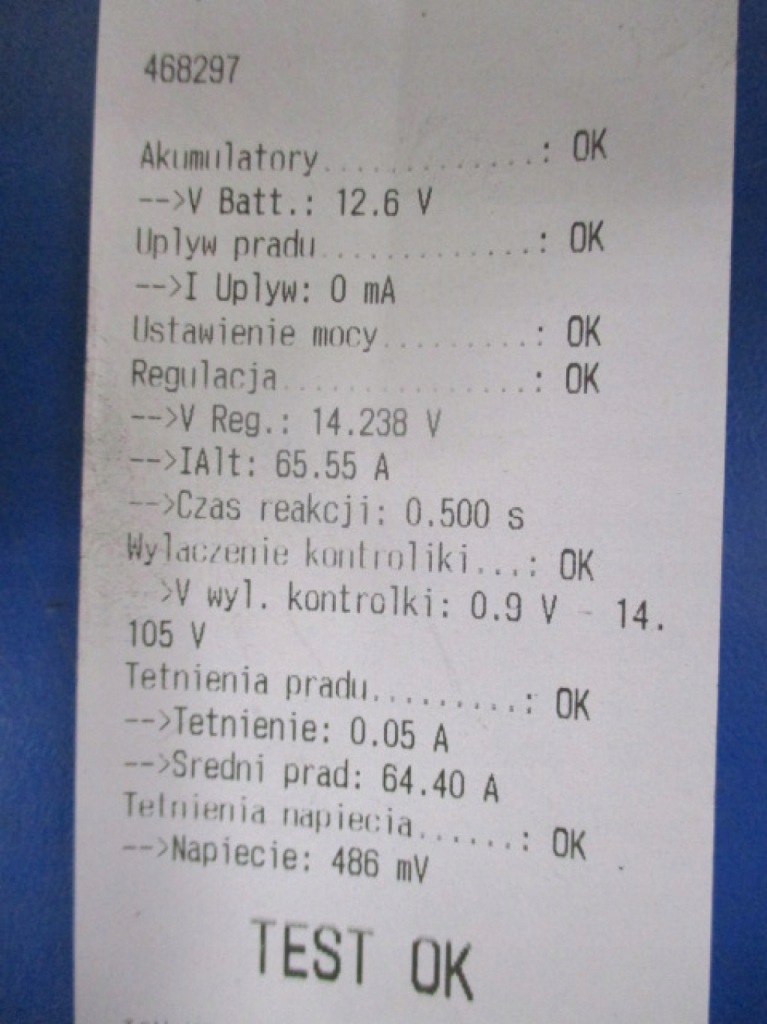 468297
Akumulatory..............: OK
-->V Batt.: 12.6 V
Uplyw pradu..............: OK
-->I Uplyw: 0 mA
Ustawienie mocy..........: OK
Regulacja................: OK
-->V Reg.: 14.238 V
-->IAlt: 65.55 A
-->Czas reakcji: 0.500 s
Wylaczenie kontroliki...: OK
-->V wyl. kontrolki: 0.9 V - 14.
105 V
Tetnienia pradu..........: OK
-->Tetnienie: 0.05 A
-->Sredni prad: 64.40 A
Tetnienia napiecia.......: OK
-->Napiecie: 486 mV
TEST OK